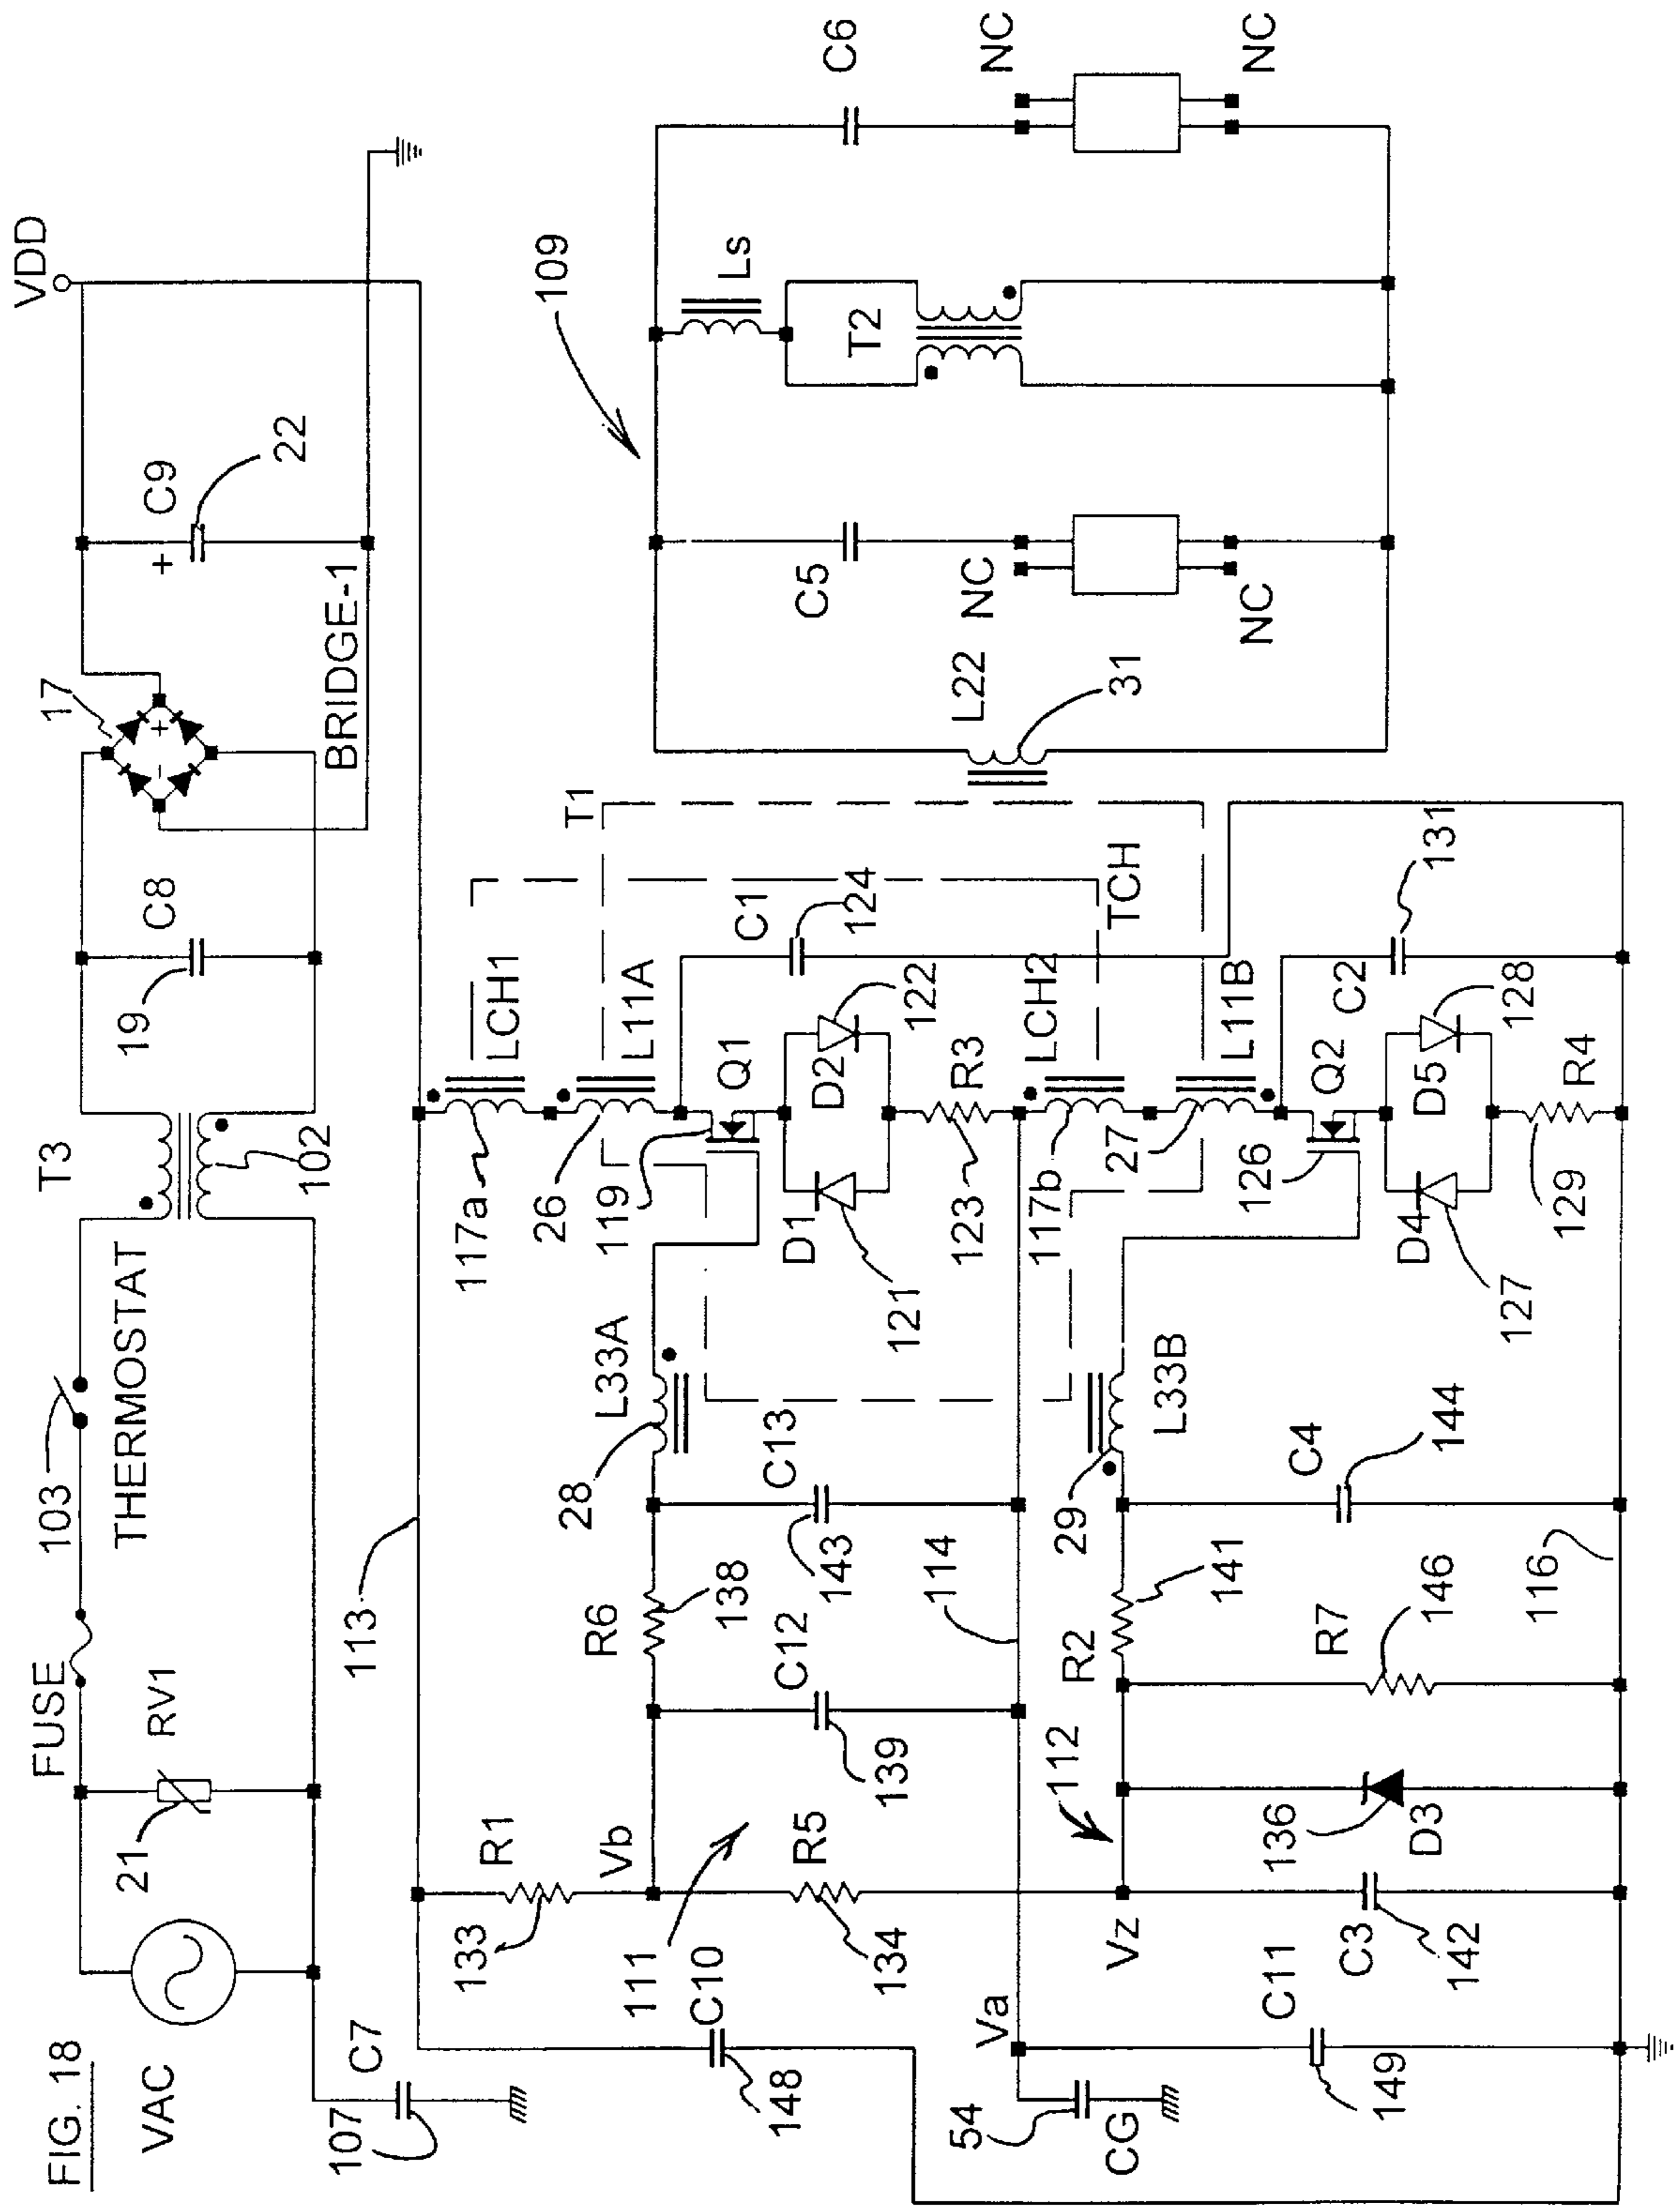 FIG. 18
VAC
21
RV1
FUSE
103
THERMOSTAT
T3
102
19
C8
17
BRIDGE-1
+
-
+
C9
22
VDD
107
C7
113
133
R1
Vb
111
C10
148
R5
134
R6
138
C12
139
C13
143
28
L33A
117a
LCH1
26
L11A
119
Q1
D1
121
D2
122
123
R3
C1
124
T1
TCH
54
CG
Va
114
Vz
112
C11
149
C3
142
136
D3
R2
141
R7
146
116
29
L33B
C4
144
117b
LCH2
27
L11B
126
Q2
D4
127
D5
128
129
R4
C2
131
109
L22
31
C5
NC
NC
T2
Ls
C6
NC
NC